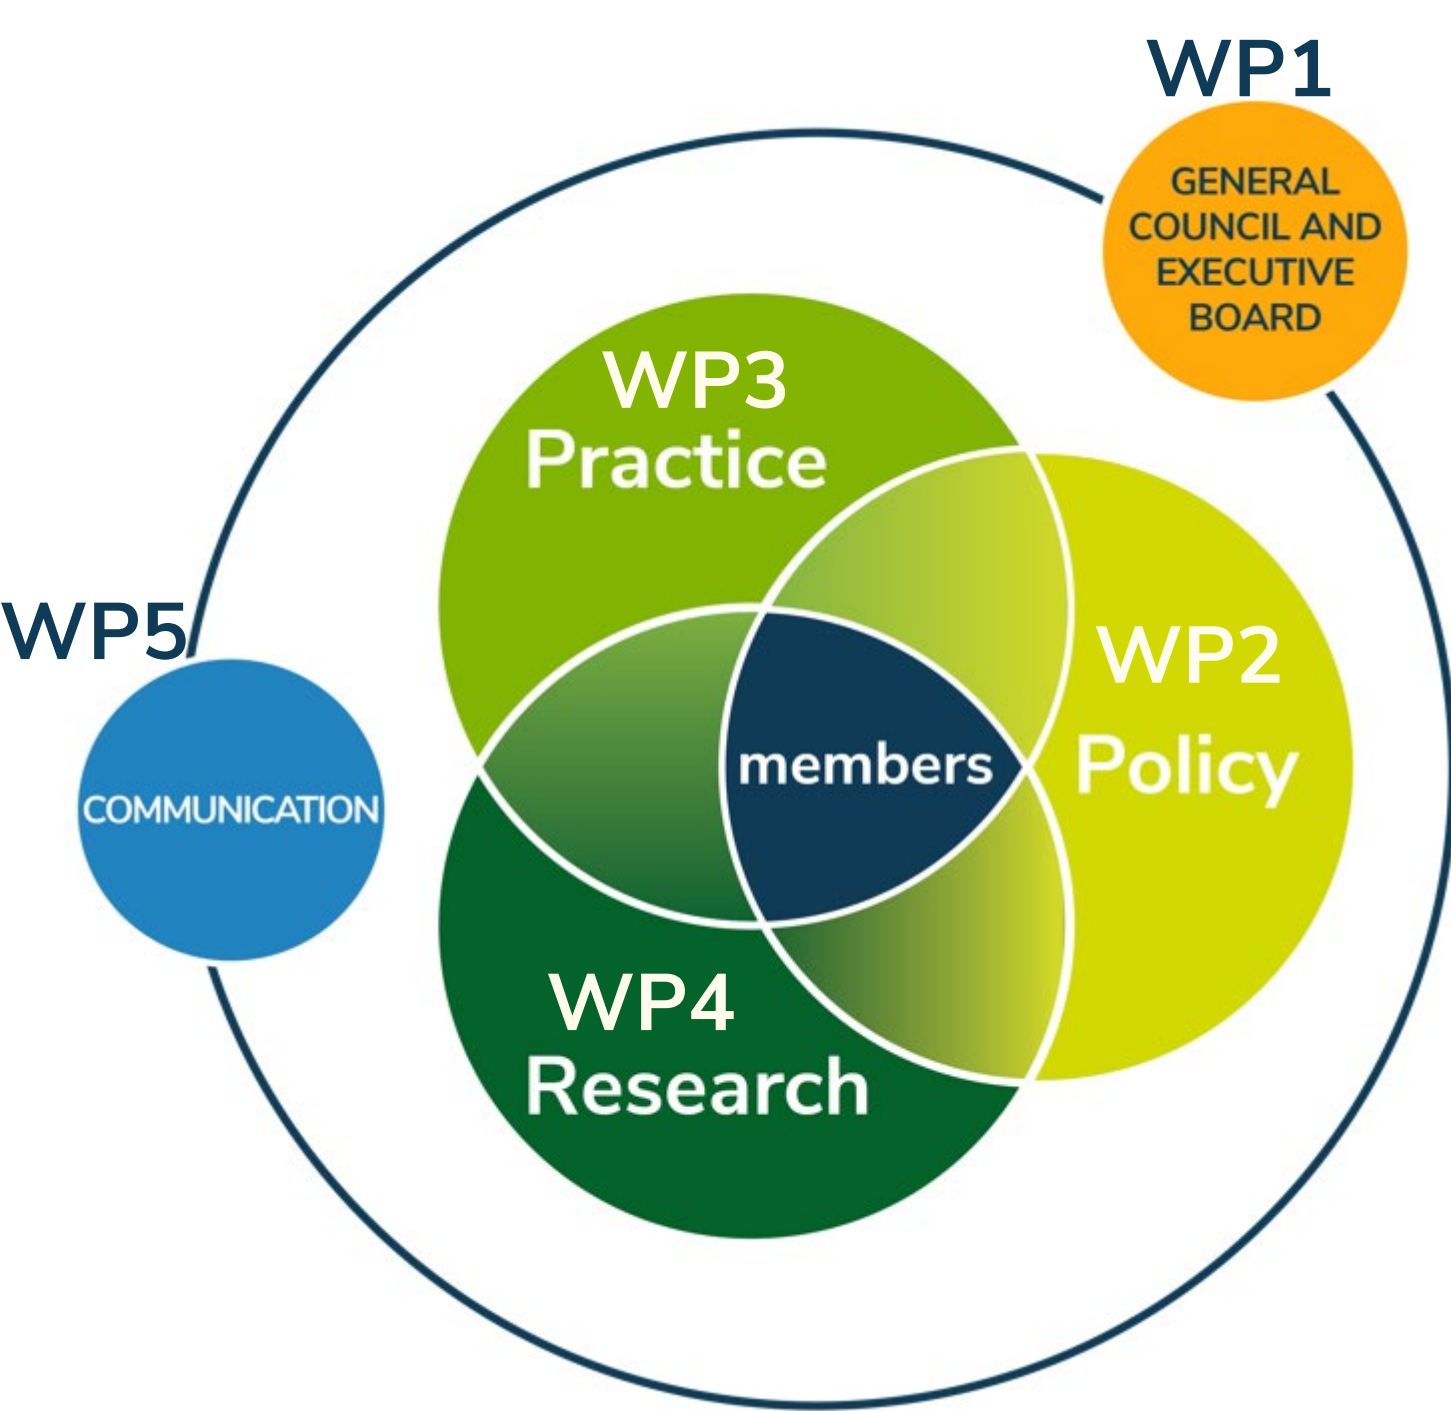 WP1
GENERAL
COUNCIL AND
EXECUTIVE
BOARD
WP3
Practice
WP2
Policy
members
WP5
COMMUNICATION
WP4
Research